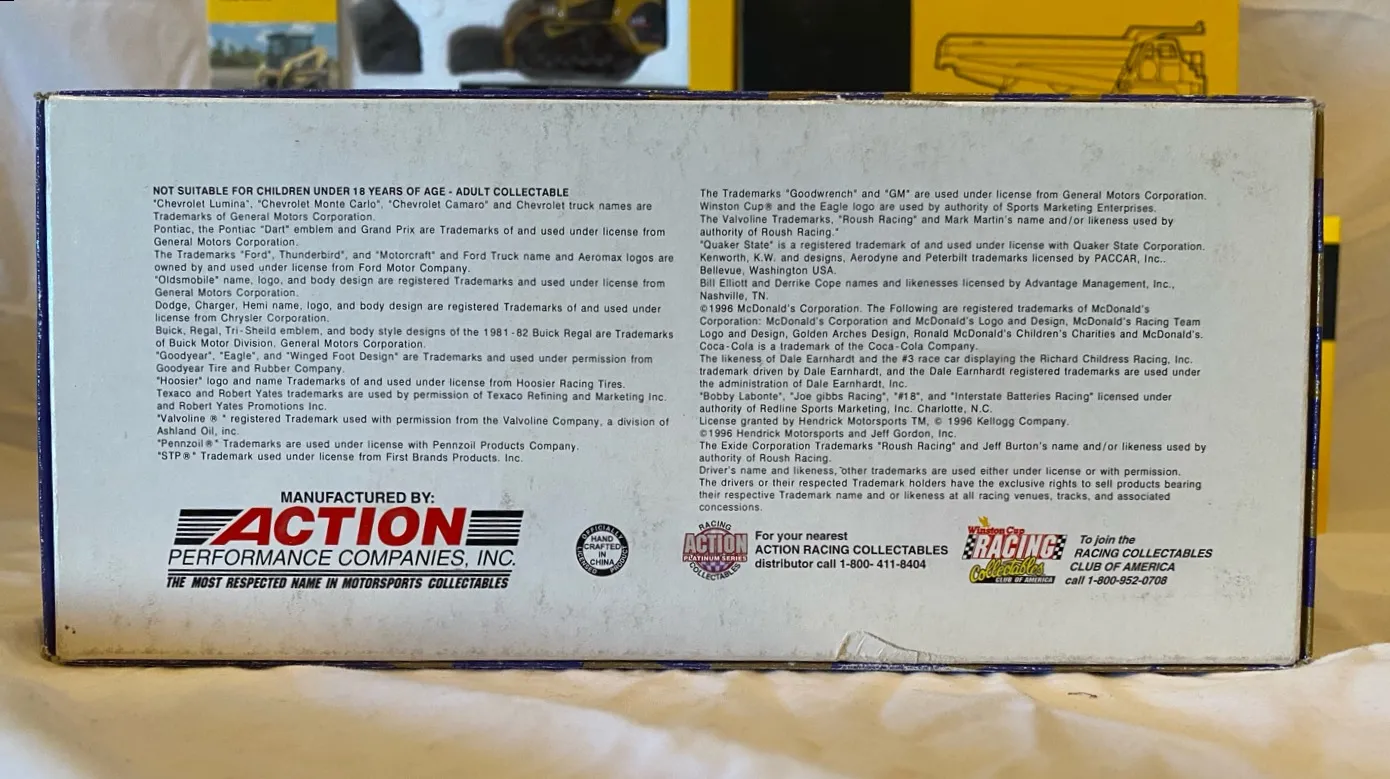 NOT SUITABLE FOR CHILDREN UNDER 18 YEARS OF AGE - ADULT COLLECTABLE
"Chevrolet Lumina", "Chevrolet Monte Carlo", "Chevrolet Camaro" and Chevrolet truck names are
Trademarks of General Motors Corporation.
Pontiac, the Pontiac "Dart" emblem and Grand Prix are Trademarks of and used under license from
General Motors Corporation.
The Trademarks "Ford", Thunderbird", and "Motorcraft" and Ford Truck name and Aeromax logos are
owned by and used under license from Ford Motor Company.
"Oldsmobile" name, logo, and body design are registered Trademarks and used under license from
General Motors Corporation.
Dodge, Charger, Hemi name, logo, and body design are registered Trademarks of and used under
license from Chrysler Corporation.
Buick, Regal, Tri-Sheild emblem, and body style designs of the 1981-82 Buick Regal are Trademarks
of Buick Motor Division, General Motors Corporation.
"Goodyear", "Eagle", and "Winged Foot Design" are Trademarks and used under permission from
Goodyear Tire and Rubber Company.
"Hoosier" logo and name Trademarks of and used under license from Hoosier Racing Tires.
Texaco and Robert Yates trademarks are used by permission of Texaco Refining and Marketing Inc.
and Robert Yates Promotions Inc.
"Valvoline ® " registered Trademark used with permission from the Valvoline Company, a division of
Ashland Oil, inc.
"Pennzoil®" Trademarks are used under license with Pennzoil Products Company.
"STP®" Trademark used under license from First Brands Products. Inc.
MANUFACTURED BY:
ACTION
PERFORMANCE COMPANIES, INC.
THE MOST RESPECTED NAME IN MOTORSPORTS COLLECTABLES
OFFICIALLY
HAND
CRAFTED
IN
CHINA
LICENSED PRODUCT
The Trademarks "Goodwrench" and "GM" are used under license from General Motors Corporation.
Winston Cup® and the Eagle logo are used by authority of Sports Marketing Enterprises.
The Valvoline Trademarks, "Roush Racing" and Mark Martin's name and/or likeness used by
authority of Roush Racing."
"Quaker State" is a registered trademark of and used under license with Quaker State Corporation.
Kenworth, K.W. and designs, Aerodyne and Peterbilt trademarks licensed by PACCAR, Inc..
Bellevue, Washington USA.
Bill Elliott and Derrike Cope names and likenesses licensed by Advantage Management, Inc.,
Nashville, TN.
©1996 McDonald's Corporation. The Following are registered trademarks of McDonald's
Corporation: McDonald's Corporation and McDonald's Logo and Design, McDonald's Racing Team
Logo and Design, Golden Arches Design, Ronald McDonald's Children's Charities and McDonald's.
Coca-Cola is a trademark of the Coca-Cola Company.
The likeness of Dale Earnhardt and the #3 race car displaying the Richard Childress Racing, Inc.
trademark driven by Dale Earnhardt, and the Dale Earnhardt registered trademarks are used under
the administration of Dale Earnhardt, Inc.
"Bobby Labonte", "Joe gibbs Racing", "#18", and "Interstate Batteries Racing" licensed under
authority of Redline Sports Marketing, Inc. Charlotte, N.C.
License granted by Hendrick Motorsports TM, © 1996 Kellogg Company.
©1996 Hendrick Motorsports and Jeff Gordon, Inc.
The Exide Corporation Trademarks "Roush Racing" and Jeff Burton's name and/or likeness used by
authority of Roush Racing.
Driver's name and likeness, other trademarks are used either under license or with permission.
The drivers or their respected Trademark holders have the exclusive rights to sell products bearing
their respective Trademark name and or likeness at all racing venues, tracks, and associated
concessions.
RACING
ACTION
PLATINUM SERIES
COLLECTABLES
For your nearest
ACTION RACING COLLECTABLES
distributor call 1-800- 411-8404
Winston Cup
RACING
Collectables
CLUB OF AMERICA
To join the
RACING COLLECTABLES
CLUB OF AMERICA
call 1-800-952-0708